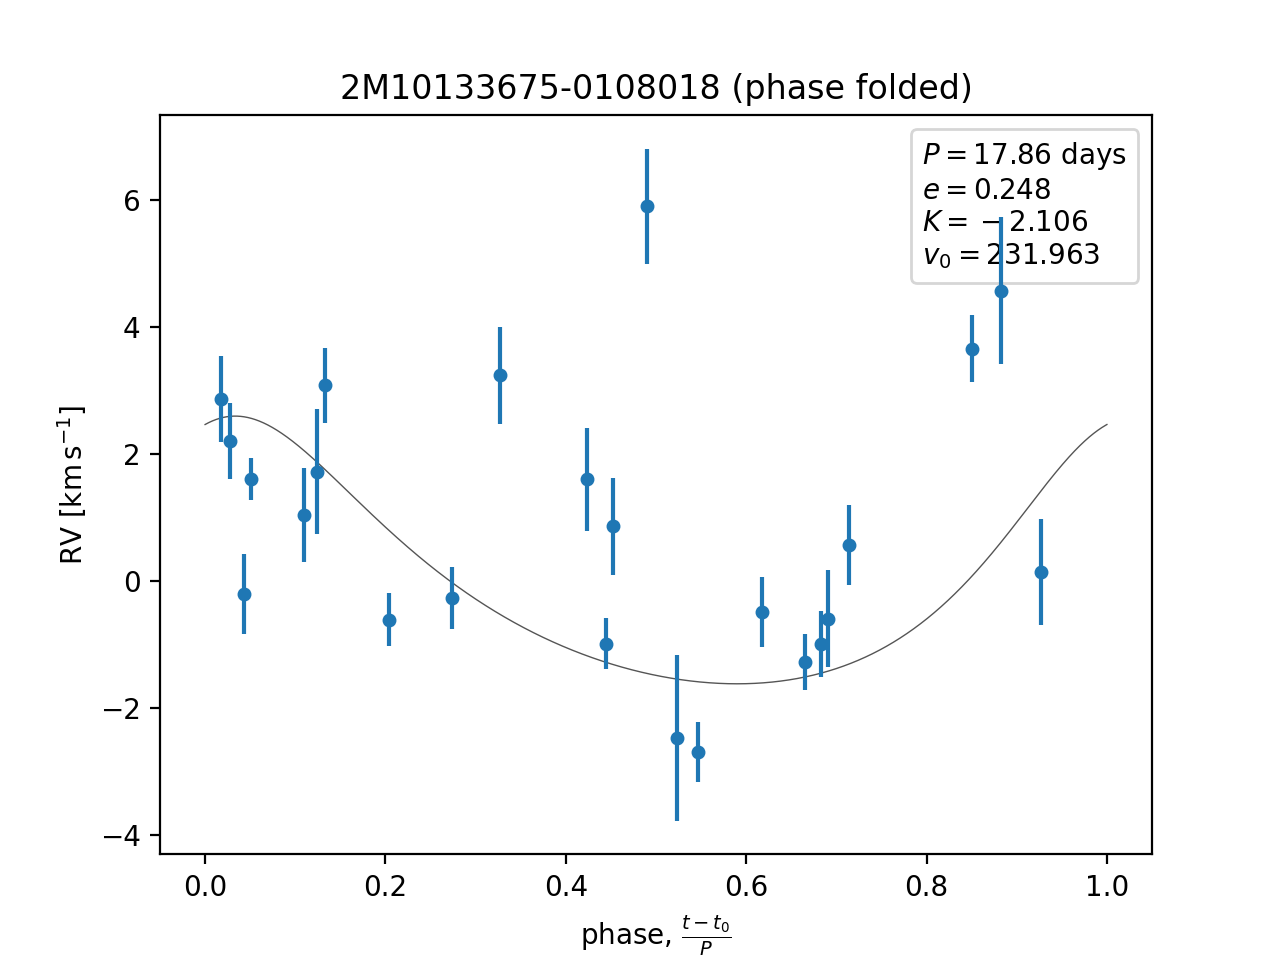 2M10133675-0108018 (phase folded)
P = 17.86 days
e = 0.248
K = −2.106
v₀ = 231.963
RV [km s⁻¹]
6
4
2
0
−2
−4
0.0 0.2 0.4 0.6 0.8 1.0
phase, (t − t₀)/P